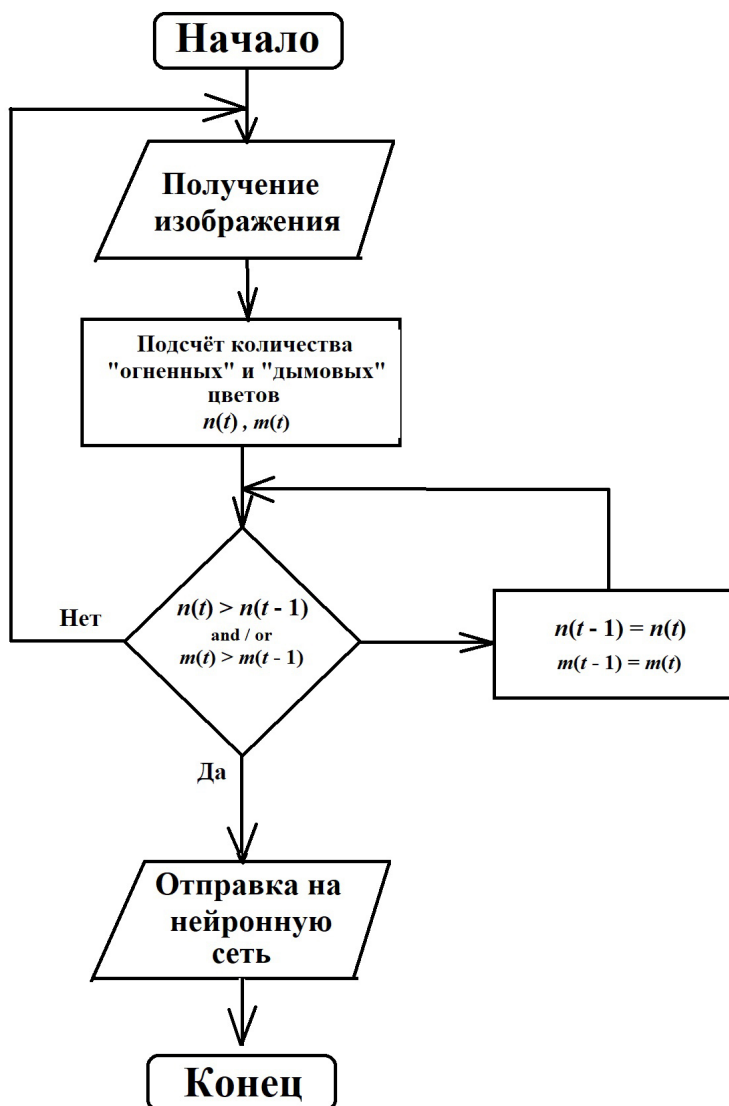 Начало
Получение
изображения
Подсчёт количества
"огненных" и "дымовых"
цветов
n(t) , m(t)
Нет
n(t) > n(t - 1)
and / or
m(t) > m(t - 1)
n(t - 1) = n(t)
m(t - 1) = m(t)
Да
Отправка на
нейронную
сеть
Конец